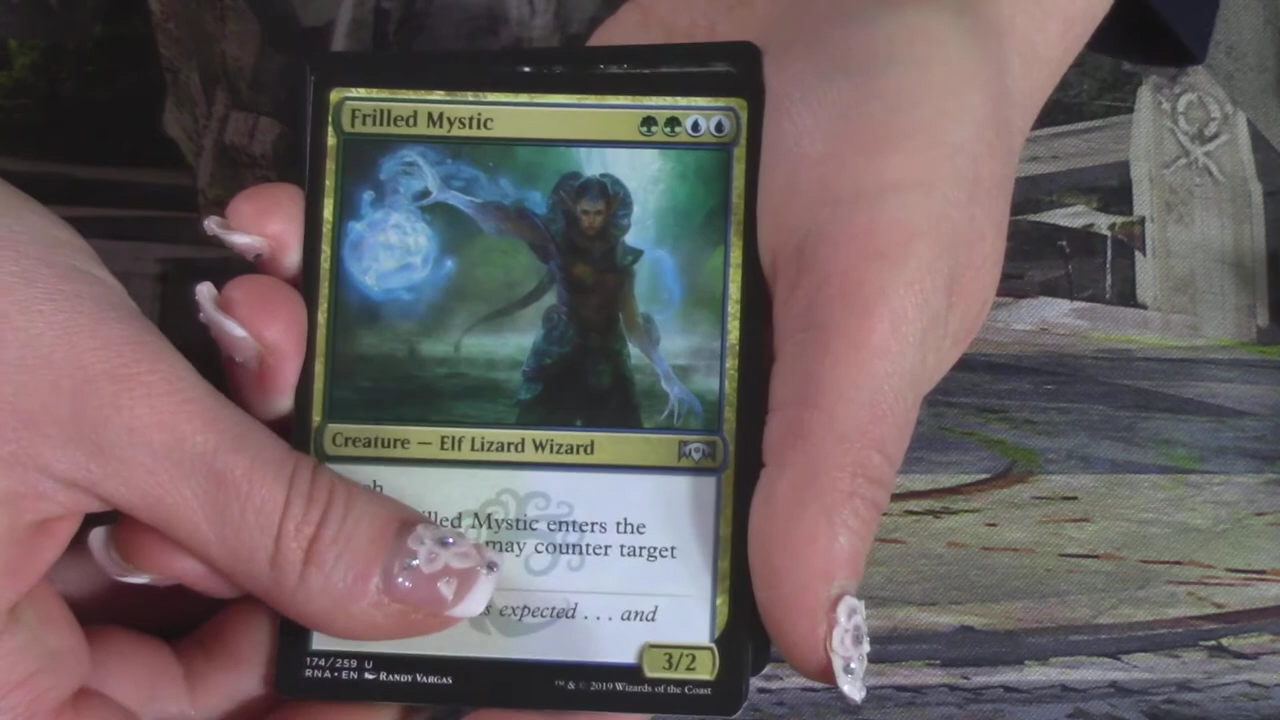 Frilled Mystic
Creature — Elf Lizard Wizard
Mystic enters the
may counter target
expected . . . and
3/2
174/259 U
RNA • EN Randy Vargas
™ & © 2019 Wizards of the Coast